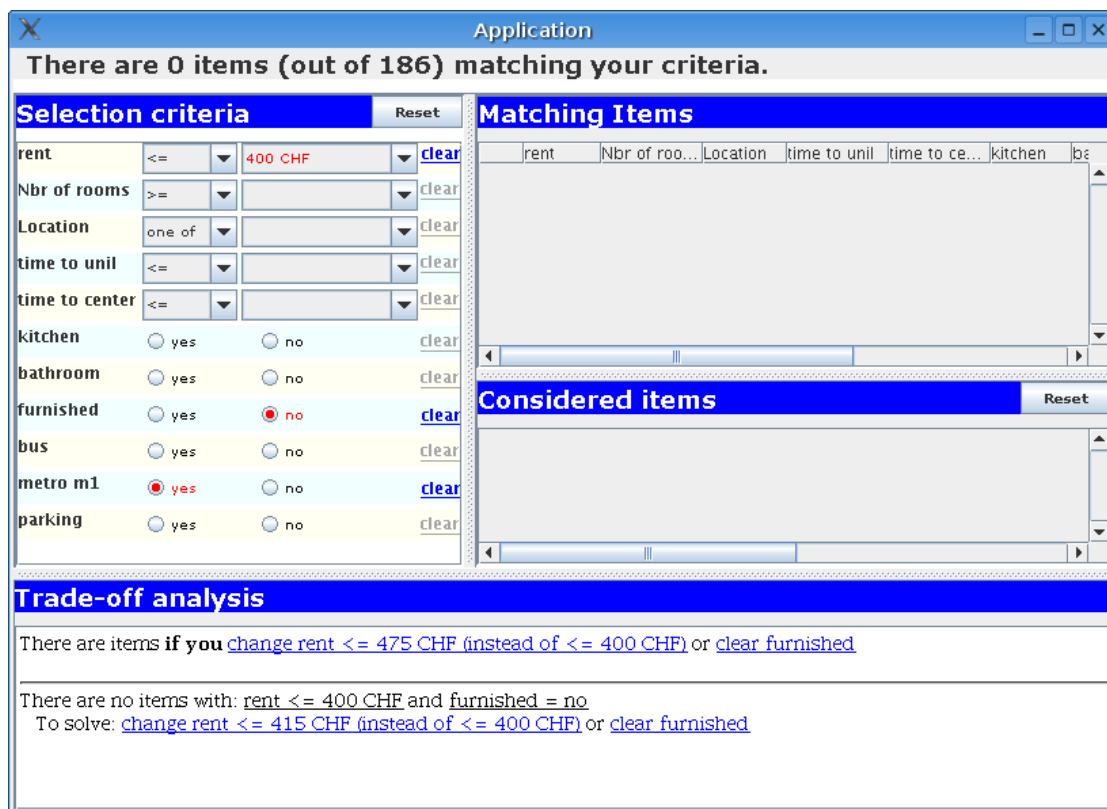 Application
There are 0 items (out of 186) matching your criteria.
Selection criteria Reset
rent <= 400 CHF clear
Nbr of rooms >= clear
Location one of clear
time to unil <= clear
time to center <= clear
kitchen yes no clear
bathroom yes no clear
furnished yes no clear
bus yes no clear
metro m1 yes no clear
parking yes no clear
Matching Items
rent Nbr of roo... Location time to unil time to ce... kitchen ba
Considered items Reset
Trade-off analysis
There are items if you change rent <= 475 CHF (instead of <= 400 CHF) or clear furnished
There are no items with: rent <= 400 CHF and furnished = no
To solve: change rent <= 415 CHF (instead of <= 400 CHF) or clear furnished